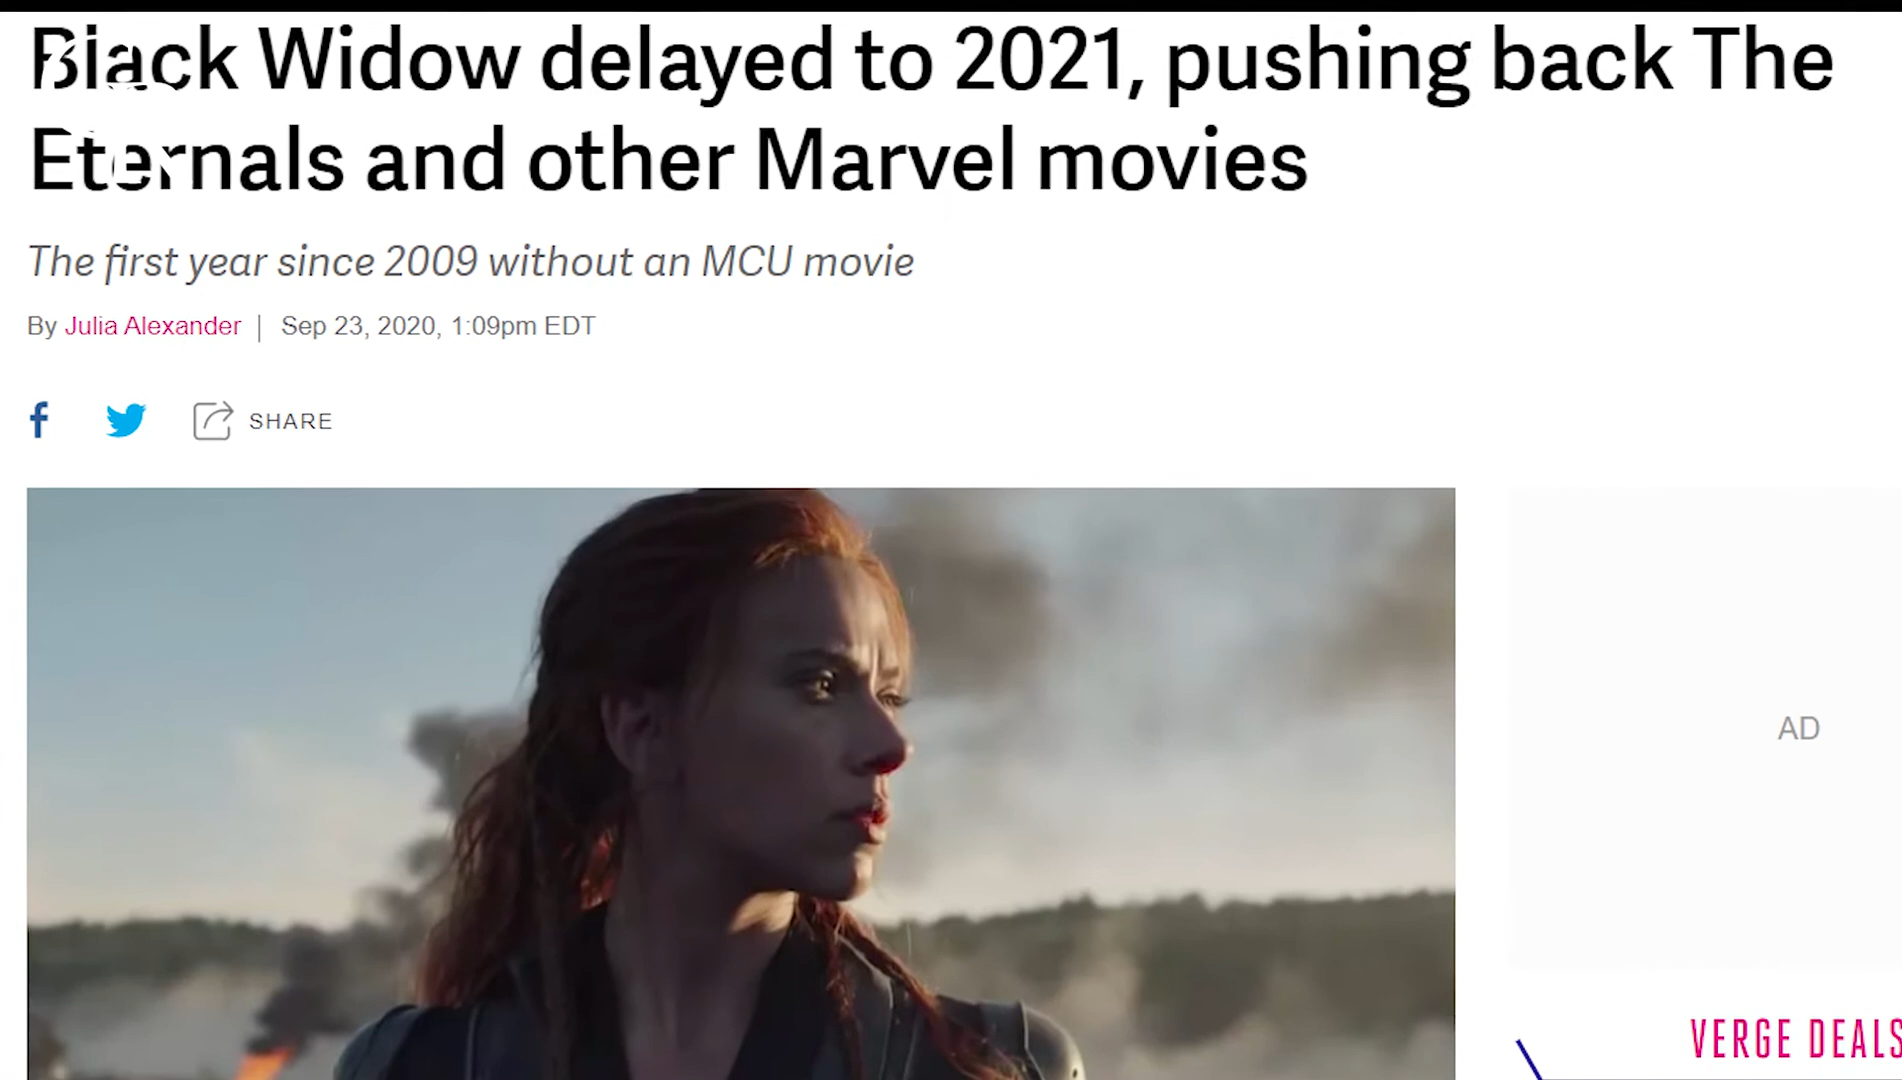 Black Widow delayed to 2021, pushing back The
Eternals and other Marvel movies
The first year since 2009 without an MCU movie
By Julia Alexander | Sep 23, 2020, 1:09pm EDT
SHARE
AD
VERGE DEALS